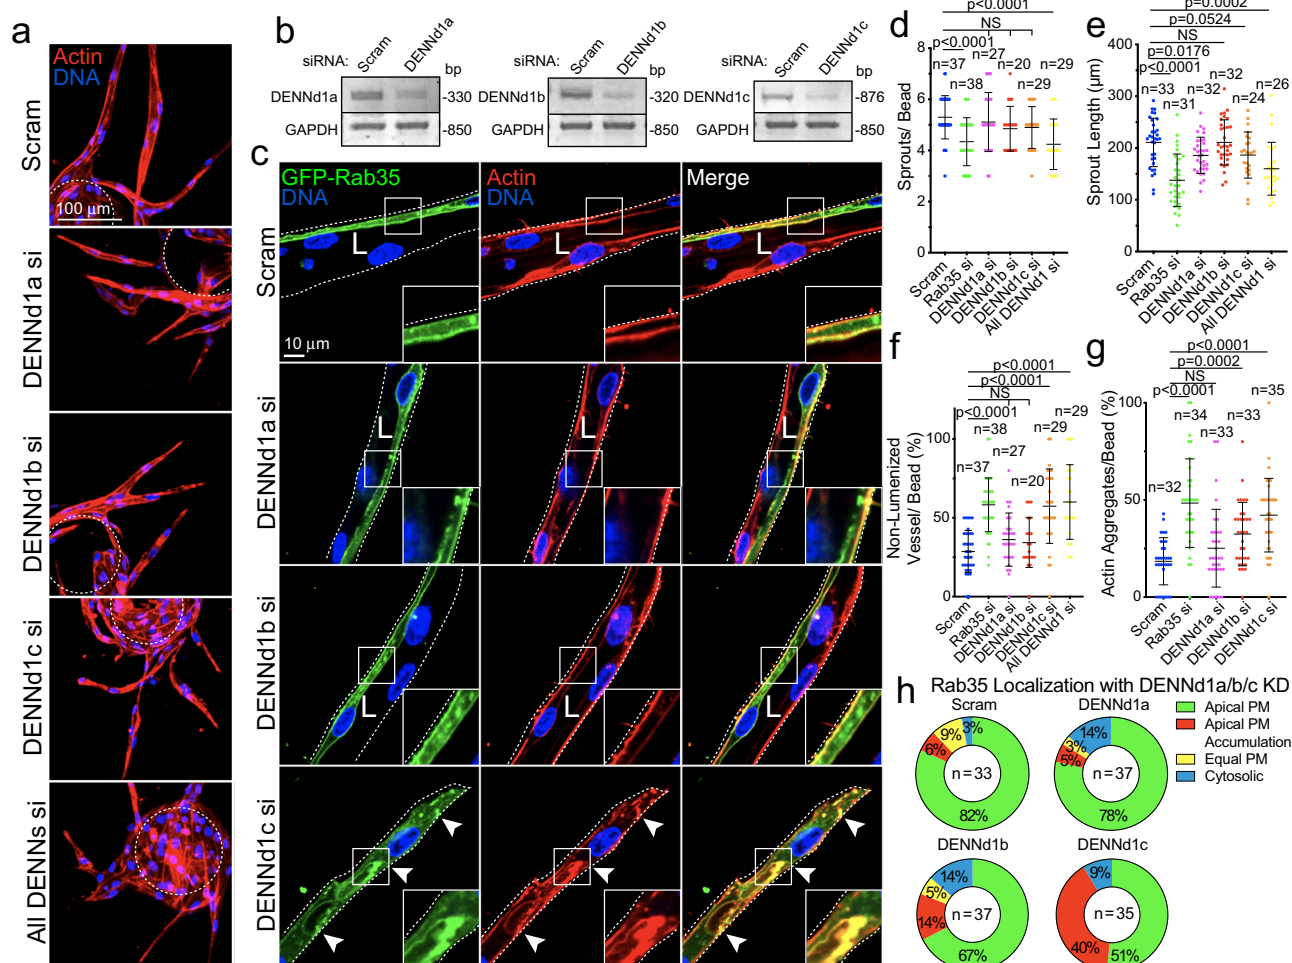 a
Actin
DNA
Scram
100 µm
DENNd1a si
DENNd1b si
DENNd1c si
All DENNs si
b
siRNA:
Scram
DENNd1a
bp
DENNd1a
-330
GAPDH
-850
siRNA:
Scram
DENNd1b
bp
DENNd1b
-320
GAPDH
-850
siRNA:
Scram
DENNd1c
bp
DENNd1c
-876
GAPDH
-850
c
GFP-Rab35
DNA
Actin
Merge
Scram
L
L
L
10 µm
DENNd1a si
L
L
L
DENNd1b si
L
L
L
DENNd1c si
d
p<0.0001
NS
p<0.0001
n=27
n=37
n=20
n=29
n=38
n=29
Sprouts/ Bead
8
6
4
2
0
Scram
Rab35 si
DENNd1a si
DENNd1b si
DENNd1c si
All DENNd1 si
e
p=0.0002
p=0.0524
NS
p=0.0176
p<0.0001
n=33
n=31
n=32
n=32
n=24
n=26
Sprout Length (µm)
400
300
200
100
0
Scram
Rab35 si
DENNd1a si
DENNd1b si
DENNd1c si
All DENNd1 si
f
p<0.0001
p<0.0001
NS
p<0.0001
n=37
n=38
n=27
n=20
n=29
n=29
Non-Lumenized
Vessel/ Bead (%)
100
50
0
Scram
Rab35 si
DENNd1a si
DENNd1b si
DENNd1c si
All DENNd1 si
g
p<0.0001
p=0.0002
NS
p<0.0001
n=32
n=34
n=33
n=33
n=35
Actin Aggregates/Bead (%)
100
50
0
Scram
Rab35 si
DENNd1a si
DENNd1b si
DENNd1c si
h
Rab35 Localization with DENNd1a/b/c KD
Scram
9%
3%
6%
n=33
82%
DENNd1a
14%
3%
5%
n=37
78%
Apical PM
Apical PM
Accumulation
Equal PM
Cytosolic
DENNd1b
14%
5%
14%
n=37
67%
DENNd1c
9%
n=35
40%
51%